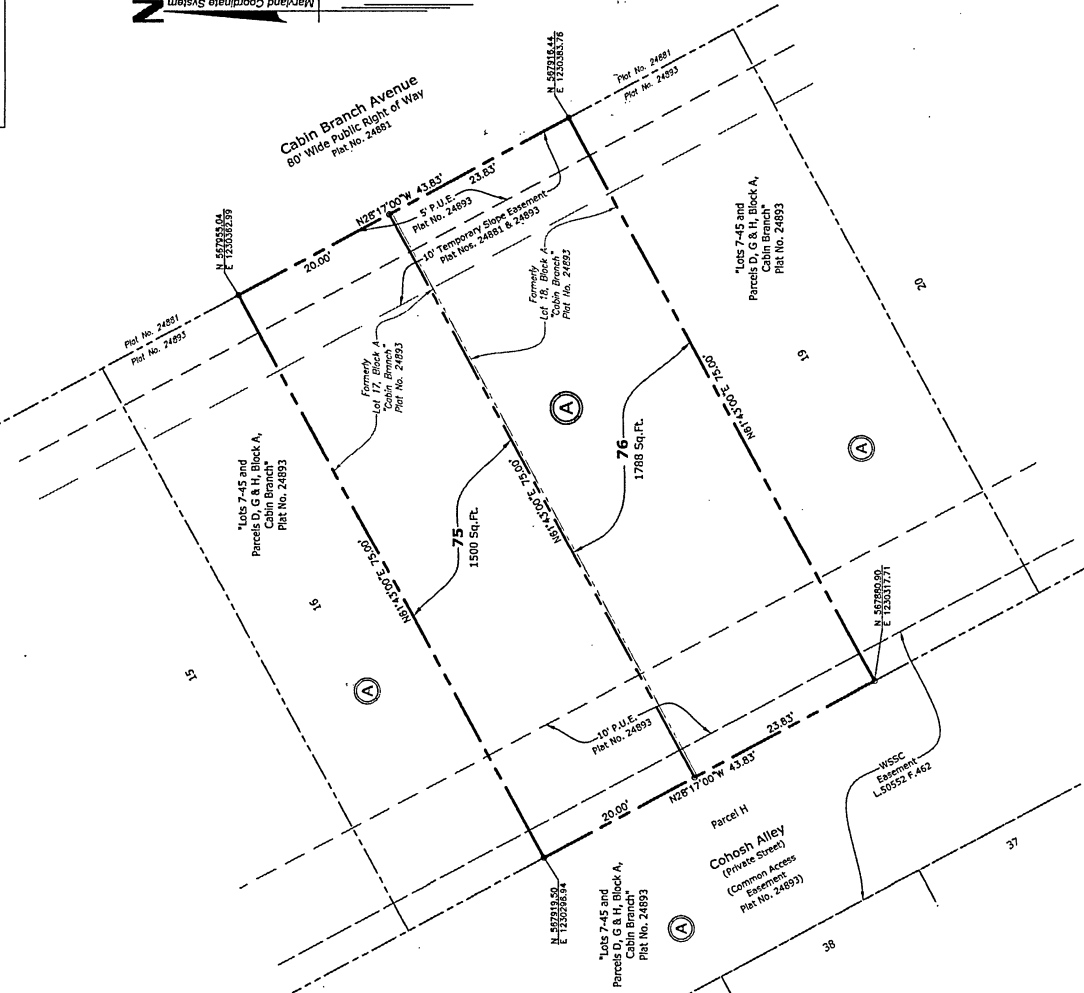 N
Maryland Coordinate System
Cabin Branch Avenue
80' Wide Public Right of Way
Plat No. 24881
N 567916.44
E 1230383.76
Plat No. 24881
Plat No. 24893
N 567955.04
E 1230362.99
Plat No. 24881
Plat No. 24893
N28°17'00"W 43.83'
20.00'
23.83'
5' P.U.E.
Plat No. 24893
10' Temporary Slope Easement
Plat Nos. 24881 & 24893
Formerly
Lot 17, Block A
"Cabin Branch"
Plat No. 24893
Formerly
Lot 18, Block A
"Cabin Branch"
Plat No. 24893
"Lots 7-45 and
Parcels D, G & H, Block A,
Cabin Branch"
Plat No. 24893
20
19
A
"Lots 7-45 and
Parcels D, G & H, Block A,
Cabin Branch"
Plat No. 24893
15
16
A
N61°43'00"E 75.00'
75
1500 Sq.Ft.
N61°43'00"E 75.00'
A
76
1788 Sq.Ft.
N61°43'00"E 75.00'
10' P.U.E.
Plat No. 24893
20.00'
N28°17'00"W 43.83'
23.83'
N 567880.90
E 1230317.71
N 567919.50
E 1230296.94
WSSC
Easement
L.50552 F.462
Parcel H
Cohosh Alley
(Private Street)
(Common Access
Easement
Plat No. 24893)
"Lots 7-45 and
Parcels D, G & H, Block A,
Cabin Branch"
Plat No. 24893
A
38
37